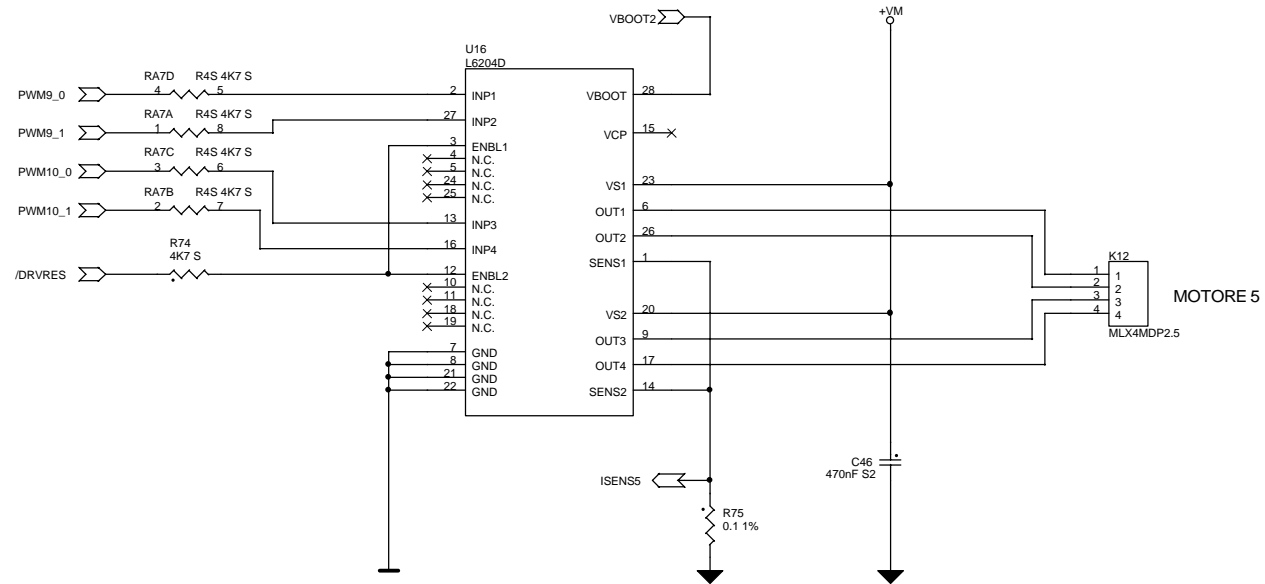 VBOOT2
+VM
U16
L6204D
RA7D R4S 4K7 S
PWM9_0
4 5
2 INP1
VBOOT 28
RA7A R4S 4K7 S
PWM9_1
1 8
27 INP2
VCP 15
RA7C R4S 4K7 S
PWM10_0
3 6
3 ENBL1
4 N.C.
5 N.C.
24 N.C.
25 N.C.
VS1 23
RA7B R4S 4K7 S
PWM10_1
2 7
OUT1 6
13 INP3
OUT2 26
R74
4K7 S
16 INP4
SENS1 1
/DRVRES
12 ENBL2
10 N.C.
11 N.C.
18 N.C.
19 N.C.
K12
1 1
2 2
3 3
4 4
MLX4MDP2.5
MOTORE 5
VS2 20
OUT3 9
7 GND
8 GND
21 GND
22 GND
OUT4 17
SENS2 14
C46
470nF S2
ISENS5
R75
0.1 1%